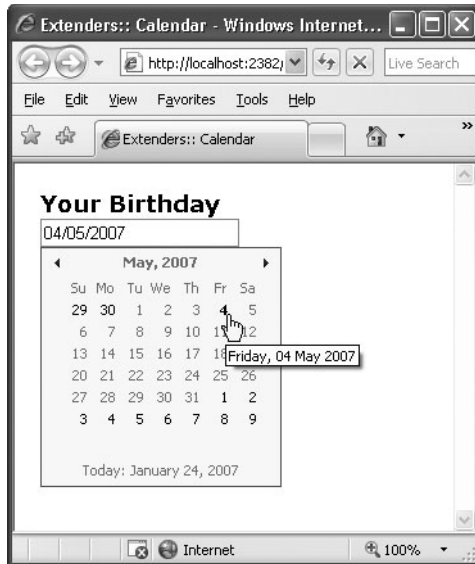 Extenders:: Calendar - Windows Internet...
http://localhost:2382/
Live Search
File Edit View Favorites Tools Help
Extenders:: Calendar
»
Your Birthday
04/05/2007
May, 2007
Su Mo Tu We Th Fr Sa
29 30 1 2 3 4 5
6 7 8 9 10 11 12
13 14 15 16 17 18
Friday, 04 May 2007
20 21 22 23 24 25 26
27 28 29 30 31 1 2
3 4 5 6 7 8 9
Today: January 24, 2007
Internet
100%